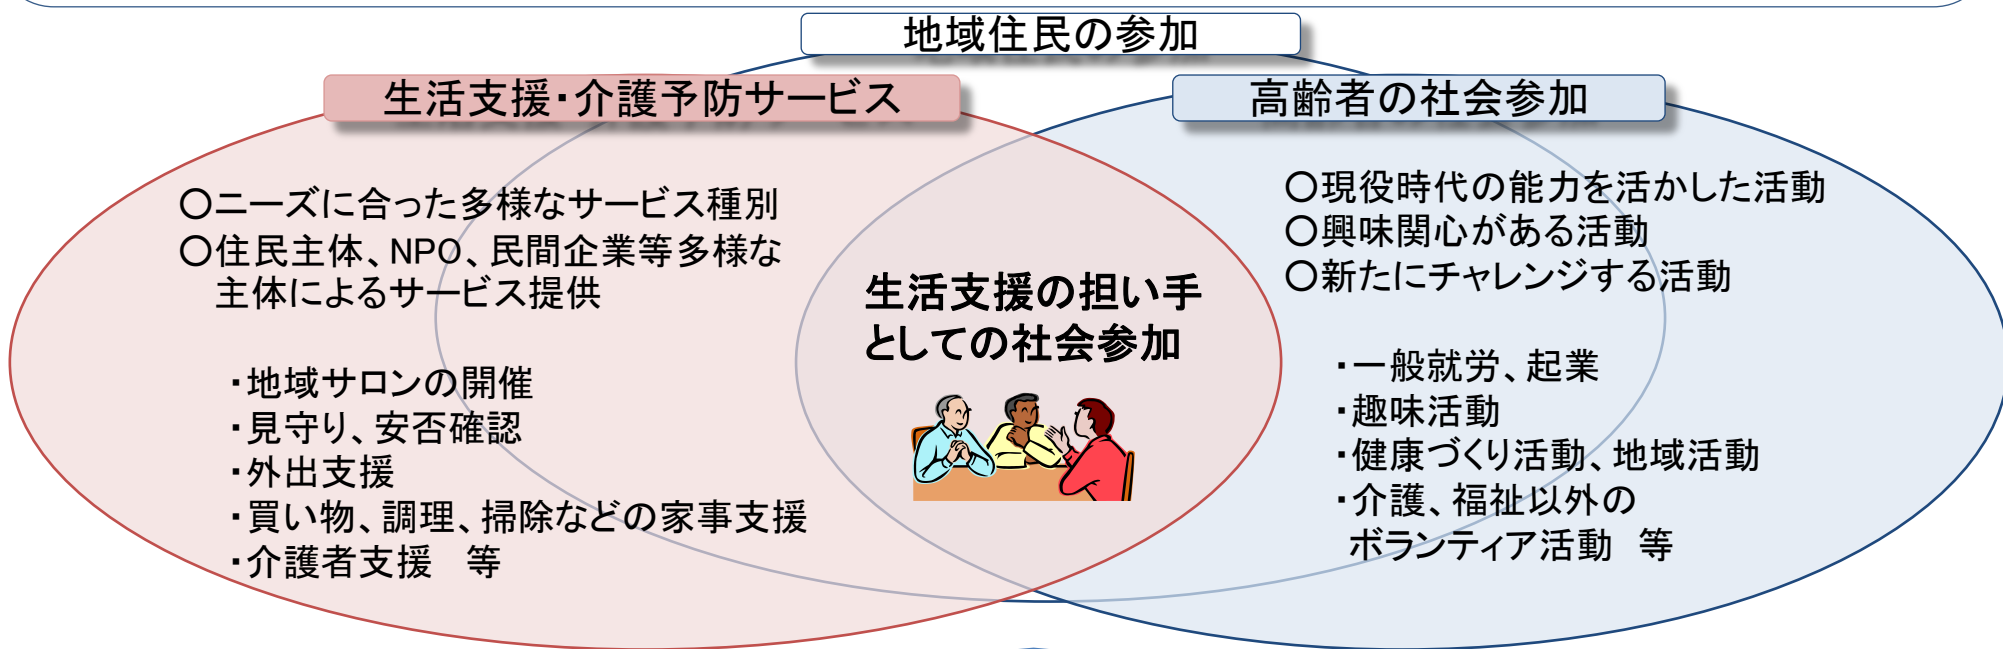 地域住民の参加
生活支援・介護予防サービス
〇ニーズに合った多様なサービス種別
〇住民主体、NPO、民間企業等多様な
主体によるサービス提供
・地域サロンの開催
・見守り、安否確認
・外出支援
・買い物、調理、掃除などの家事支援
・介護者支援　等
生活支援の担い手
としての社会参加
高齢者の社会参加
〇現役時代の能力を活かした活動
〇興味関心がある活動
〇新たにチャレンジする活動
・一般就労、起業
・趣味活動
・健康づくり活動、地域活動
・介護、福祉以外の
ボランティア活動　等